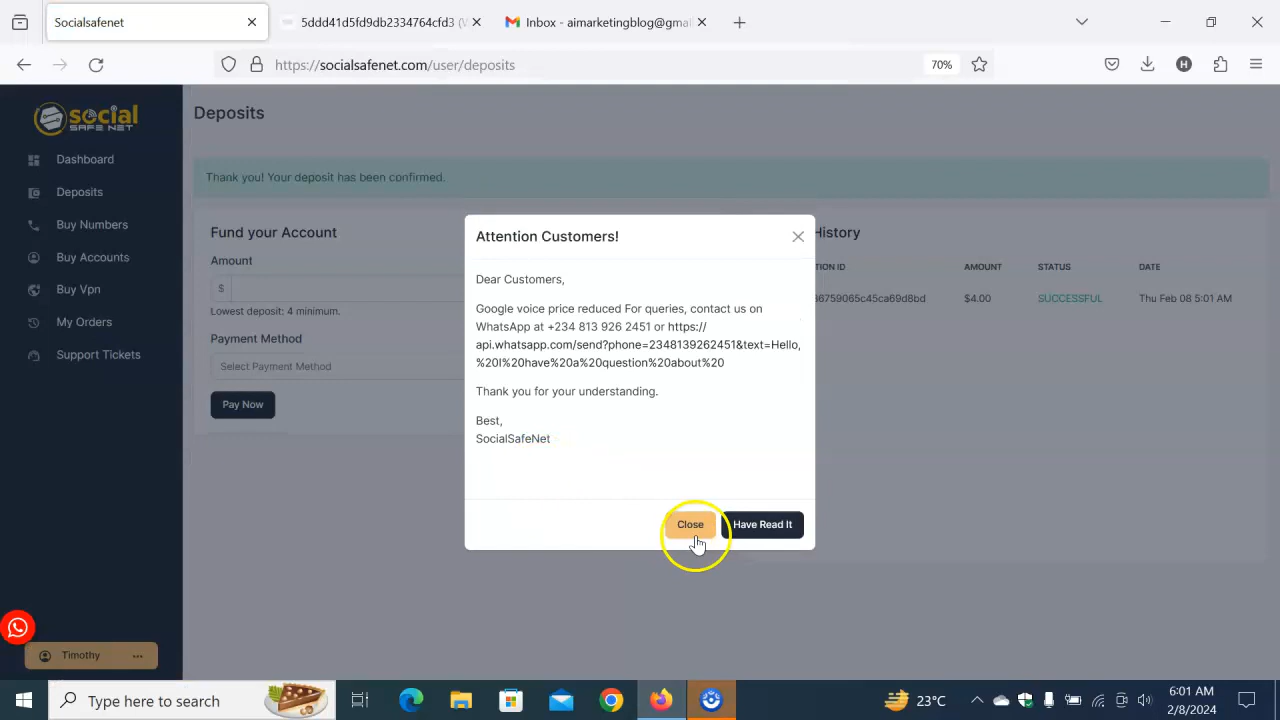 Socialsafenet
5ddd41d5fd9db2334764cfd3 (W
Inbox - aimarketingblog@gmai
https://socialsafenet.com/user/deposits
70%
H
social
SAFE NET
Dashboard
Deposits
Buy Numbers
Buy Accounts
Buy Vpn
My Orders
Support Tickets
Timothy
Deposits
Thank you! Your deposit has been confirmed.
Fund your Account
Amount
$
Lowest deposit: 4 minimum.
Payment Method
Select Payment Method
Pay Now
Attention Customers!
Dear Customers,
Google voice price reduced For queries, contact us on
WhatsApp at +234 813 926 2451 or https://
api.whatsapp.com/send?phone=2348139262451&text=Hello,
%20I%20have%20a%20question%20about%20
Thank you for your understanding.
Best,
SocialSafeNet
Close
Have Read It
History
TION ID
AMOUNT
STATUS
DATE
66759065c45ca69d8bd
$4.00
SUCCESSFUL
Thu Feb 08 5:01 AM
Type here to search
23°C
6:01 AM
2/8/2024